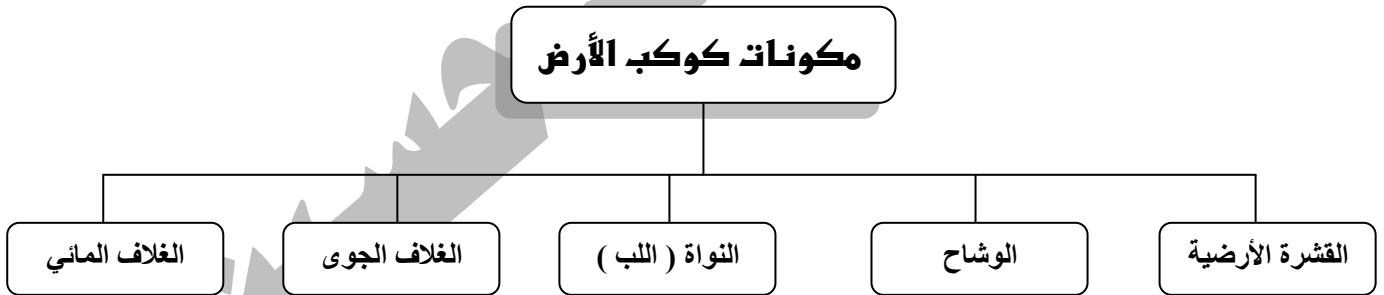 مكونات كوكب الأرض
القشرة الأرضية
الوشاح
النواة ( اللب )
الغلاف الجوى
الغلاف المائي